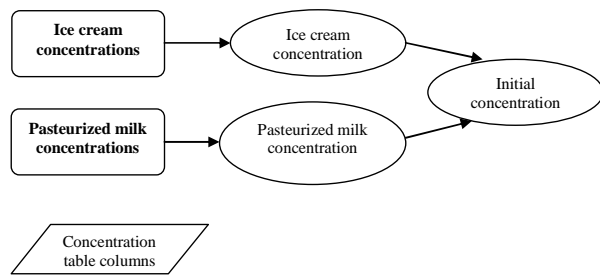 Ice cream
concentrations
Ice cream
concentration
Initial
concentration
Pasteurized milk
concentrations
Pasteurized milk
concentration
Concentration
table columns